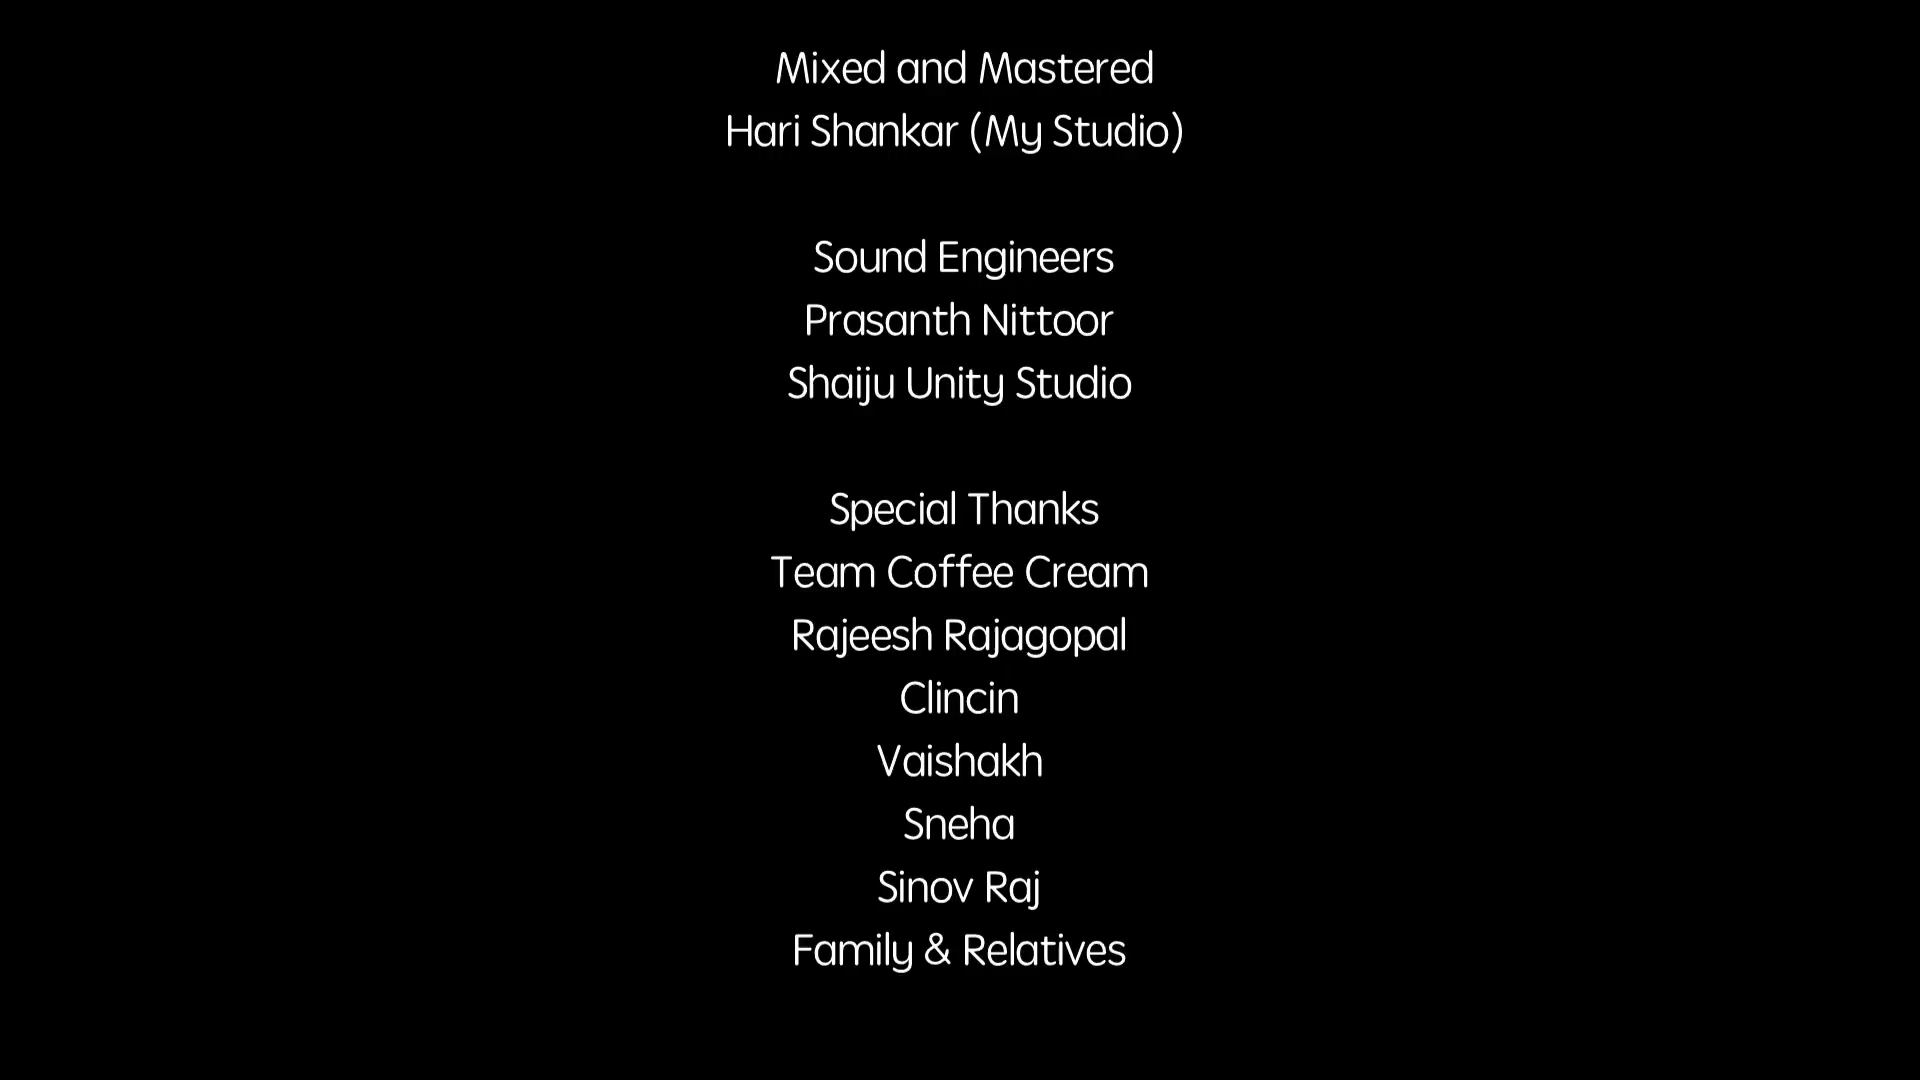 Mixed and Mastered
Hari Shankar (My Studio)
Sound Engineers
Prasanth Nittoor
Shaiju Unity Studio
Special Thanks
Team Coffee Cream
Rajeesh Rajagopal
Clincin
Vaishakh
Sneha
Sinov Raj
Family & Relatives